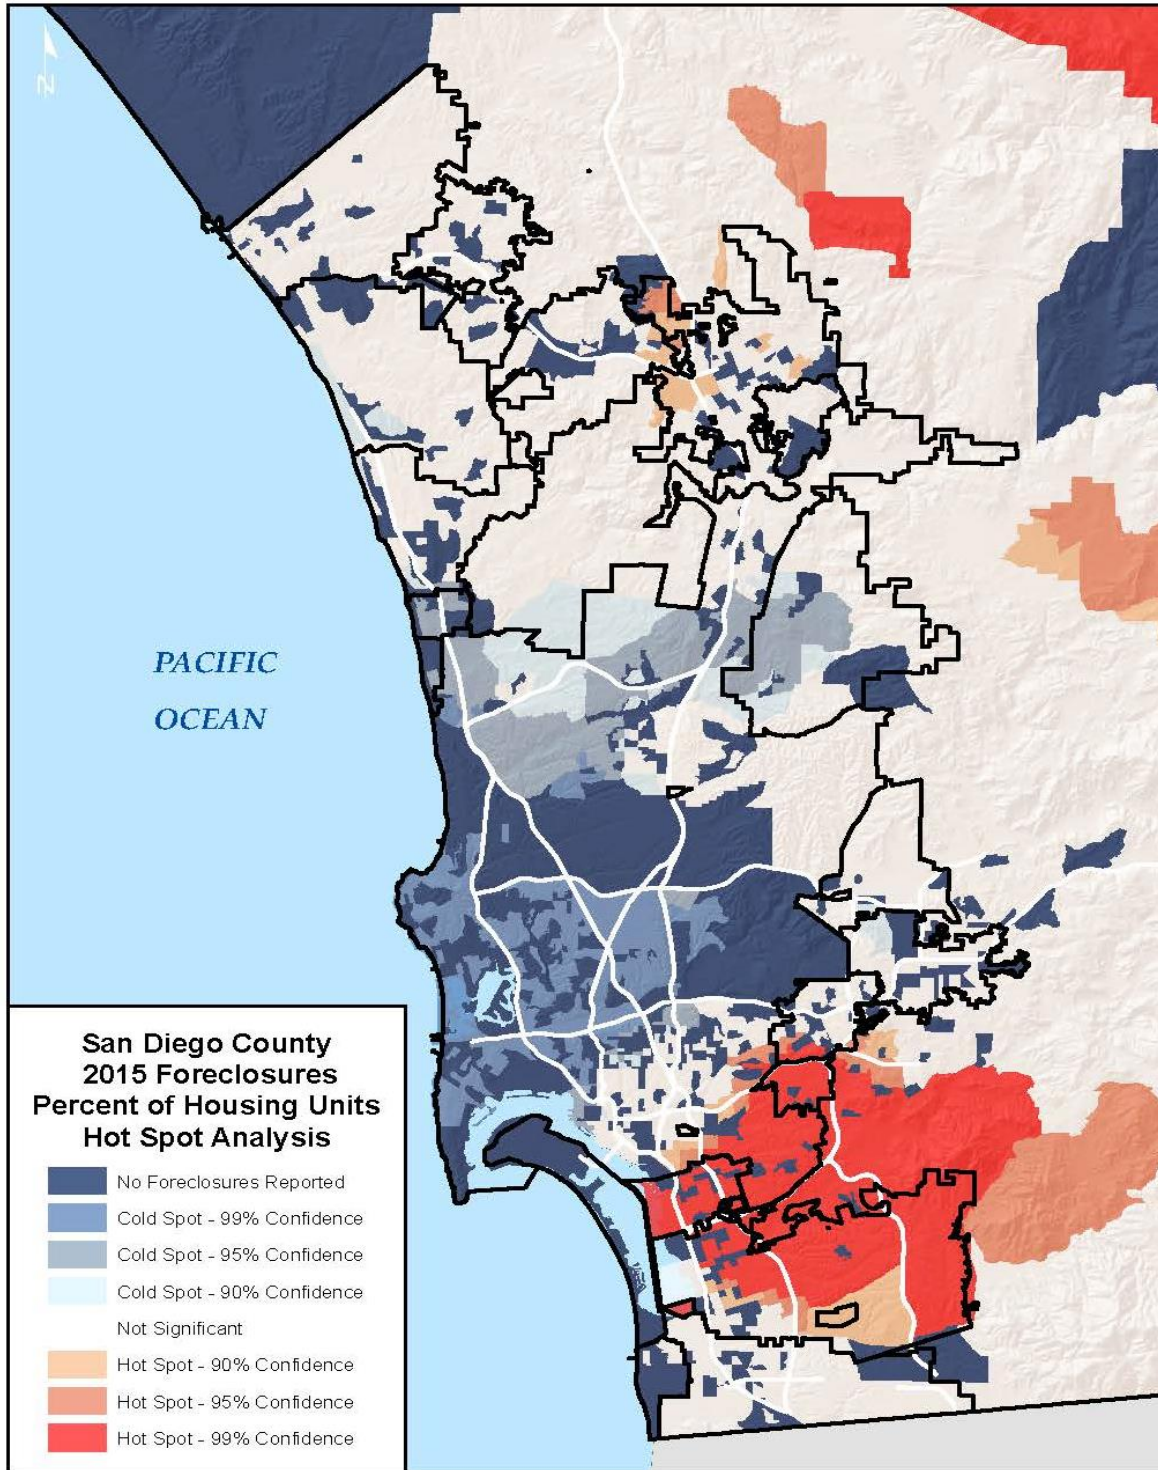 N
PACIFIC
OCEAN
San Diego County
2015 Foreclosures
Percent of Housing Units
Hot Spot Analysis
No Foreclosures Reported
Cold Spot - 99% Confidence
Cold Spot - 95% Confidence
Cold Spot - 90% Confidence
Not Significant
Hot Spot - 90% Confidence
Hot Spot - 95% Confidence
Hot Spot - 99% Confidence